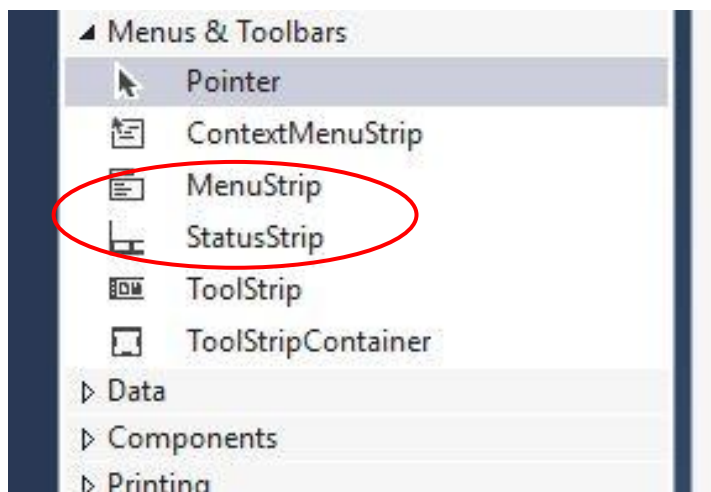 Menus & Toolbars
Pointer
ContextMenuStrip
MenuStrip
StatusStrip
ToolStrip
ToolStripContainer
Data
Components
Printing